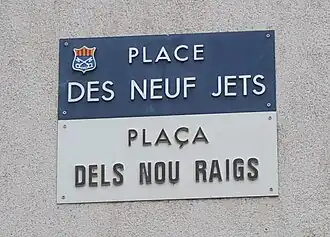 PLACE
DES NEUF JETS
PLAÇA
DELS NOU RAIGS